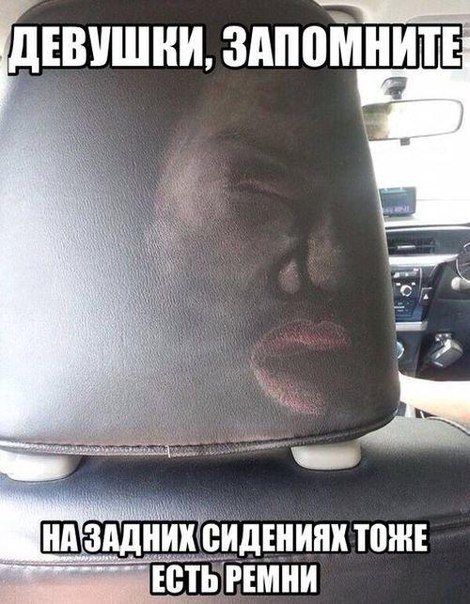 ДЕВУШКИ, ЗАПОМНИТЕ
НА ЗАДНИХ СИДЕНИЯХ ТОЖЕ
ЕСТЬ РЕМНИ